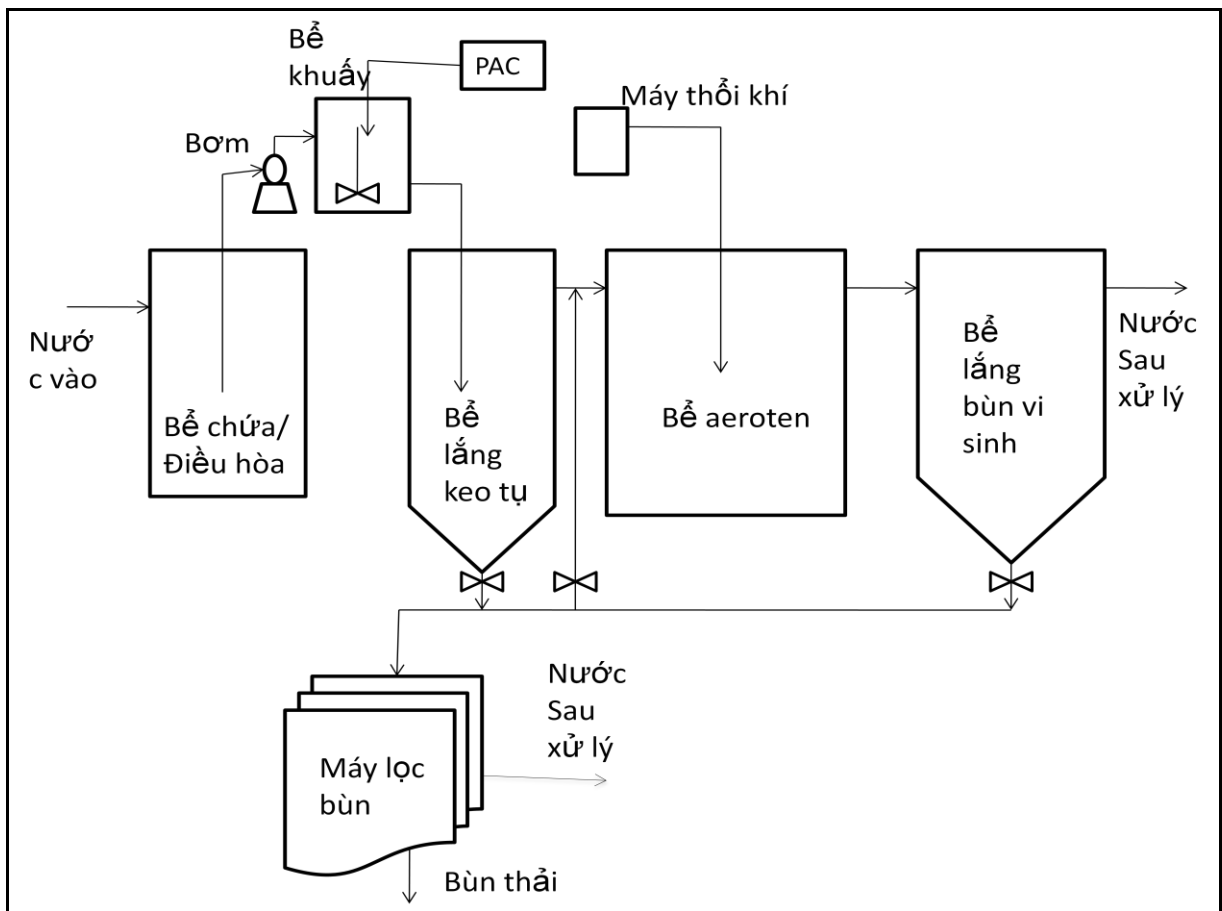 Bể
khuấy
PAC
Máy thổi khí
Bơm
Nướ
c vào
Bể chứa/
Điều hòa
Bể
lắng
keo tụ
Bể aeroten
Bể
lắng
bùn vi
sinh
Nước
Sau
xử lý
Máy lọc
bùn
Nước
Sau
xử lý
Bùn thải